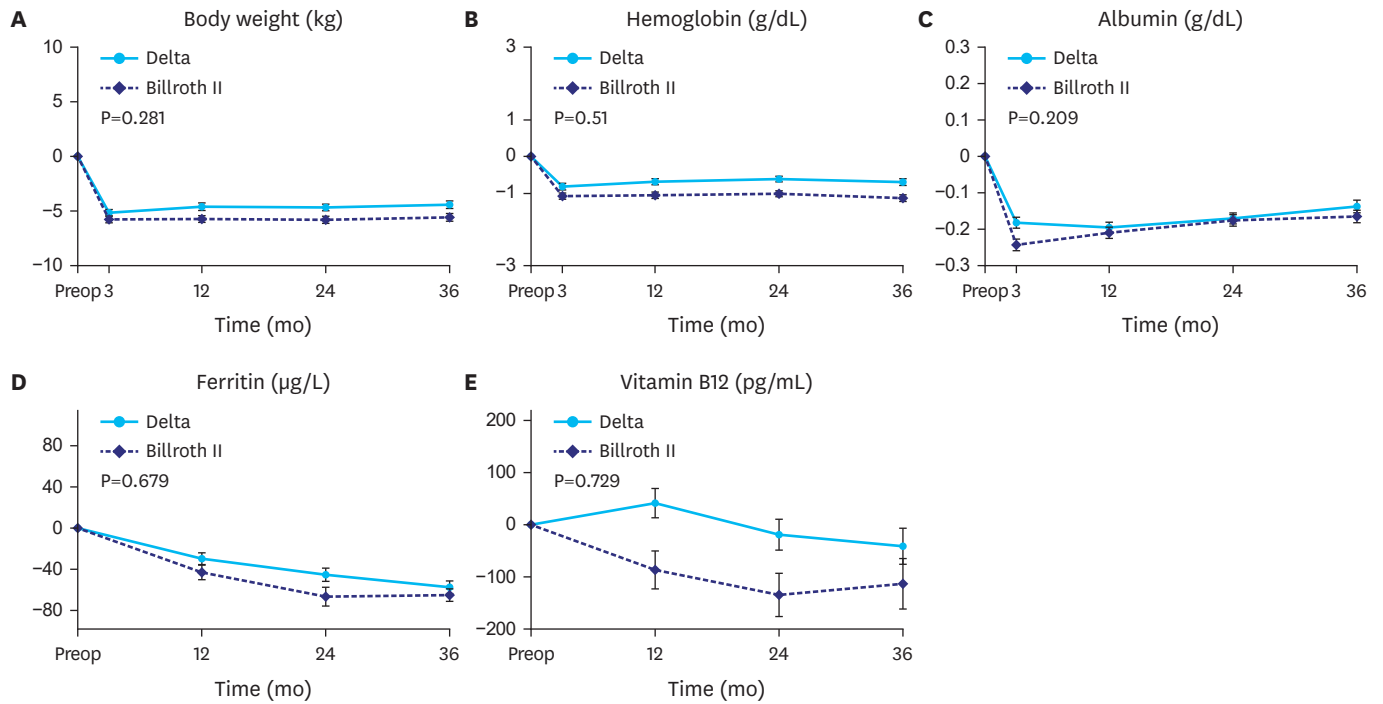 A Body weight (kg)
10
5
0
−5
−10
Delta
Billroth II
P=0.281
Preop 3 12 24 36
Time (mo)
B Hemoglobin (g/dL)
3
1
0
−1
−3
Delta
Billroth II
P=0.51
Preop 3 12 24 36
Time (mo)
C Albumin (g/dL)
0.3
0.2
0.1
0
−0.1
−0.2
−0.3
Delta
Billroth II
P=0.209
Preop 3 12 24 36
Time (mo)
D Ferritin (µg/L)
80
40
0
−40
−80
Delta
Billroth II
P=0.679
Preop 12 24 36
Time (mo)
E Vitamin B12 (pg/mL)
200
100
0
−100
−200
Delta
Billroth II
P=0.729
Preop 12 24 36
Time (mo)